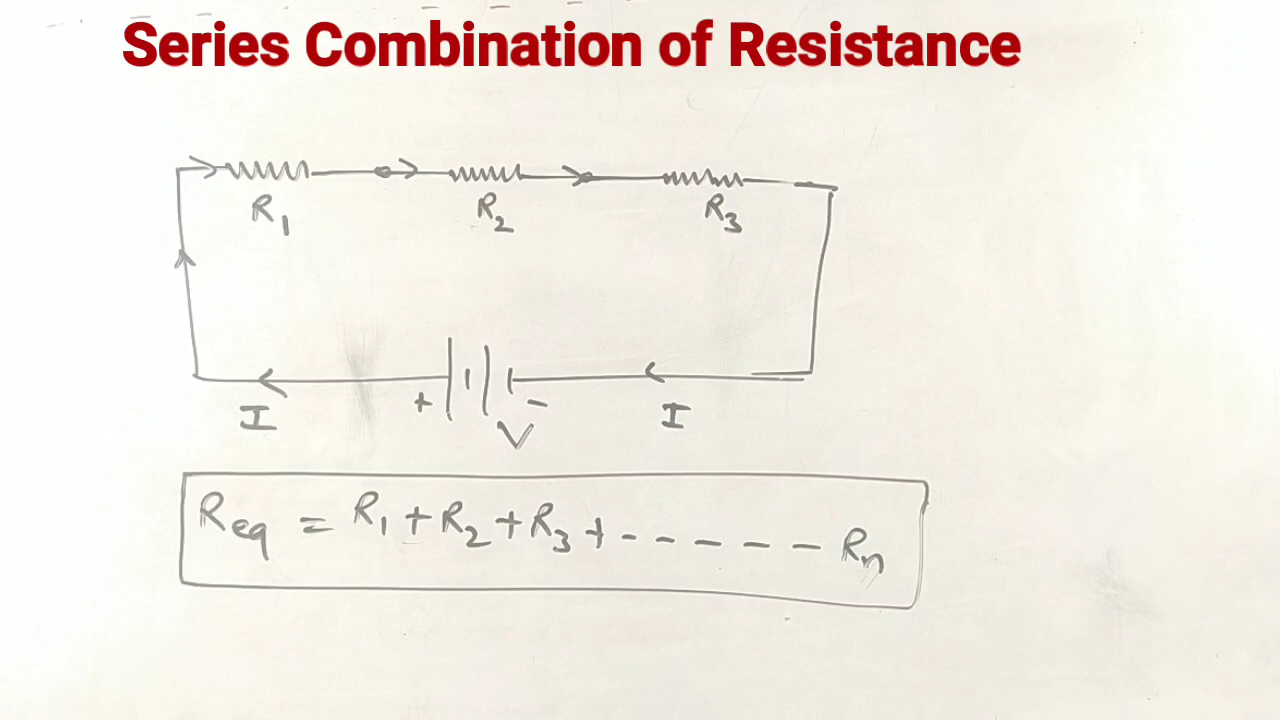 Series Combination of Resistance
R₁ R₂ R₃
I + - I
V
Req = R₁ + R₂ + R₃ + - - - - - - Rn